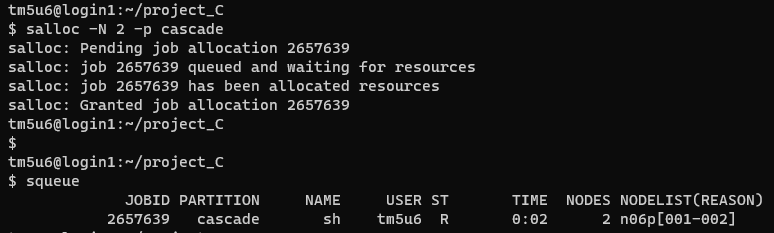 tm5u6@login1:~/project_C
$ salloc -N 2 -p cascade
salloc: Pending job allocation 2657639
salloc: job 2657639 queued and waiting for resources
salloc: job 2657639 has been allocated resources
salloc: Granted job allocation 2657639
tm5u6@login1:~/project_C
$
tm5u6@login1:~/project_C
$ squeue
JOBID PARTITION NAME USER ST TIME NODES NODELIST(REASON)
2657639 cascade sh tm5u6 R 0:02 2 n06p[001-002]